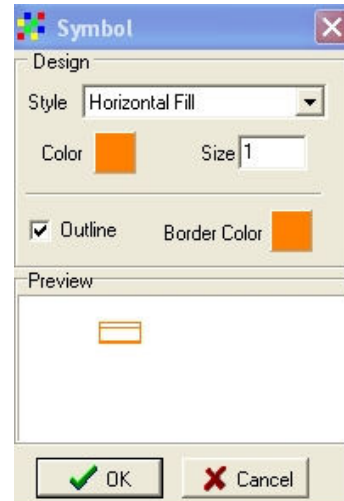 Symbol
Design
Style Horizontal Fill
Color Size 1
Outline Border Color
Preview
OK Cancel